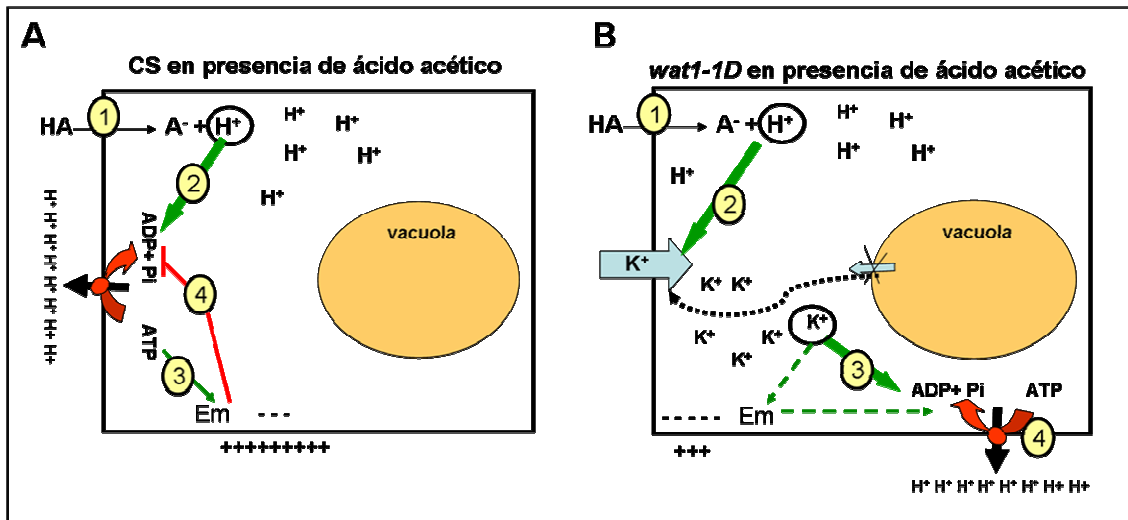 A
CS en presencia de ácido acético
1
HA
A- + H+
H+
H+
H+
H+
H+
2
ADP+ Pi
H+ H+ H+ H+ H+ H+ H+ H+
4
ATP
3
Em
---
+++++++++
vacuola
B
wat1-1D en presencia de ácido acético
1
HA
A- + H+
H+
H+
H+
H+
H+
2
K+
K+ K+
K+
K+
K+
K+
vacuola
3
ADP+ Pi
ATP
4
-----
Em
+++
H+ H+ H+ H+ H+ H+ H+ H+